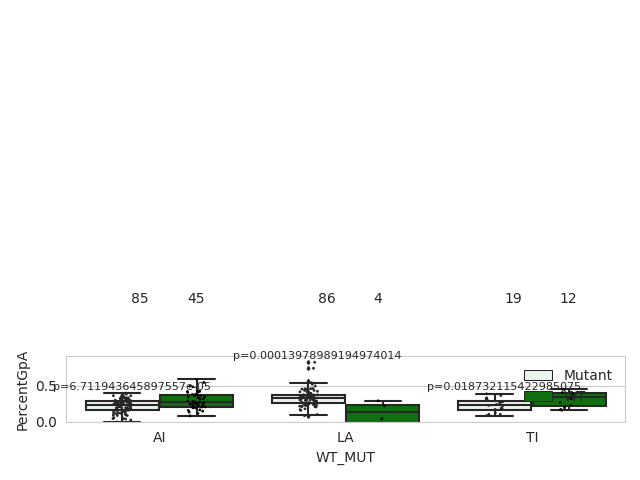 85
45
86
4
19
12
p=0.00013978989194974014
p=6.711943645897557e-05
p=0.018732115422985075
Mutant
PercentGpA
0.5
0.0
AI
LA
TI
WT_MUT